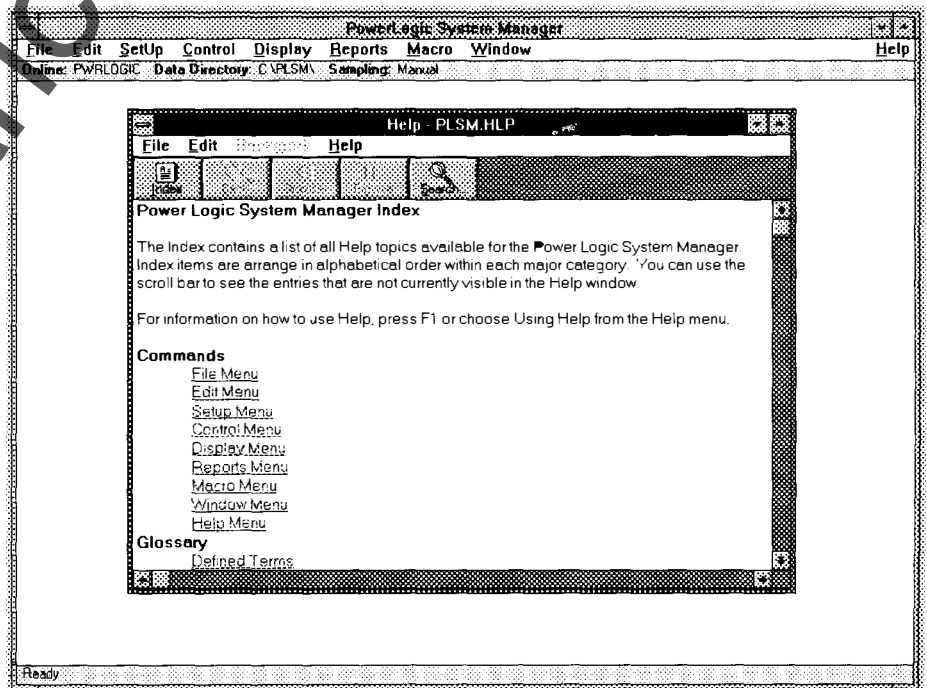 PowerLogic System Manager
File Edit SetUp Control Display Reports Macro Window Help
Online: PWRLOGIC Data Directory: C:\PLSM\ Sampling: Manual
Help - PLSM.HLP
File Edit Help
Index Search
Power Logic System Manager Index
The Index contains a list of all Help topics available for the Power Logic System Manager.
Index items are arrange in alphabetical order within each major category. You can use the
scroll bar to see the entries that are not currently visible in the Help window.
For information on how to use Help, press F1 or choose Using Help from the Help menu.
Commands
File Menu
Edit Menu
Setup Menu
Control Menu
Display Menu
Reports Menu
Macro Menu
Window Menu
Help Menu
Glossary
Defined Terms
Ready